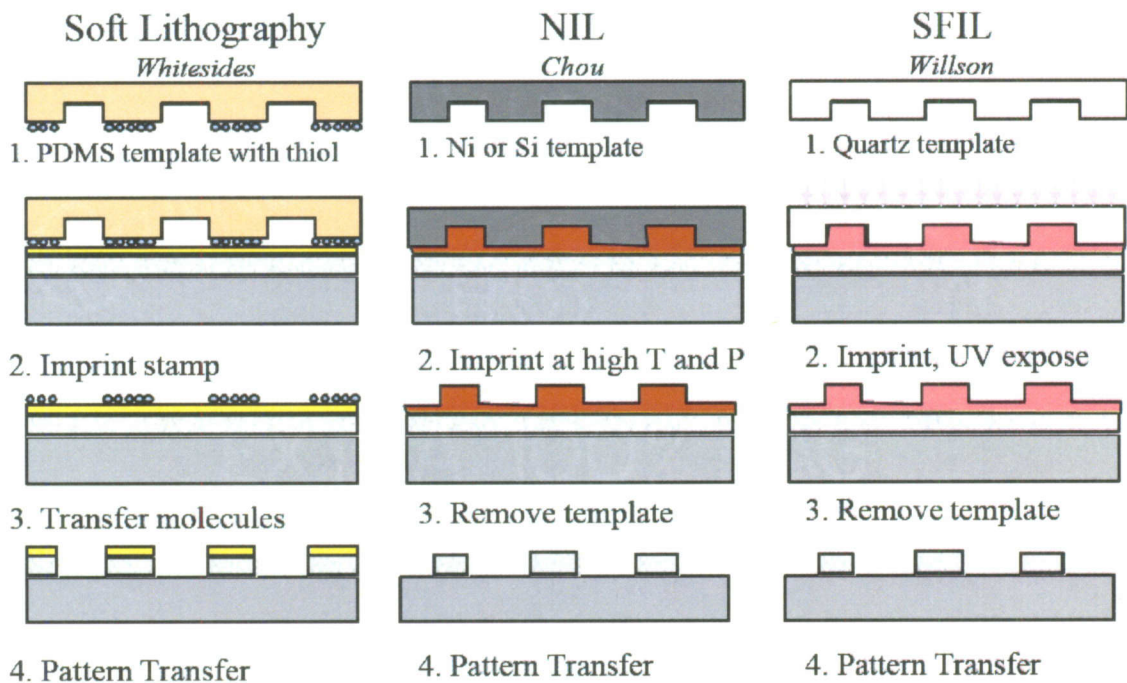 Soft Lithography
Whitesides
1. PDMS template with thiol
2. Imprint stamp
3. Transfer molecules
4. Pattern Transfer
NIL
Chou
1. Ni or Si template
2. Imprint at high T and P
3. Remove template
4. Pattern Transfer
SFIL
Willson
1. Quartz template
2. Imprint, UV expose
3. Remove template
4. Pattern Transfer